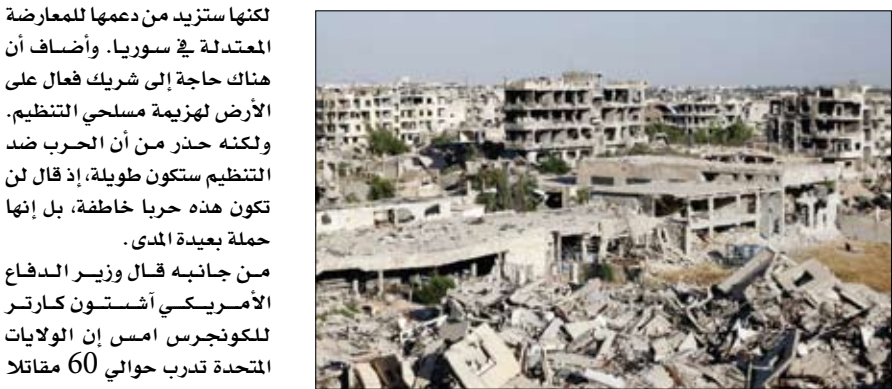 لكنها ستزيد من دعمها للمعارضة
المعتدلة في سوريا. وأضاف أن
هناك حاجة إلى شريك فعال على
الأرض لهزيمة مسلحي التنظيم.
ولكنه حذر من أن الحرب ضد
التنظيم ستكون طويلة، إذ قال لن
تكون هذه حربا خاطفة، بل إنها
حملة بعيدة المدى.
من جانبه قال وزير الدفاع
الأمريكي آشتون كارتر
للكونجرس امس إن الولايات
المتحدة تدرب حوالي 60 مقاتلا